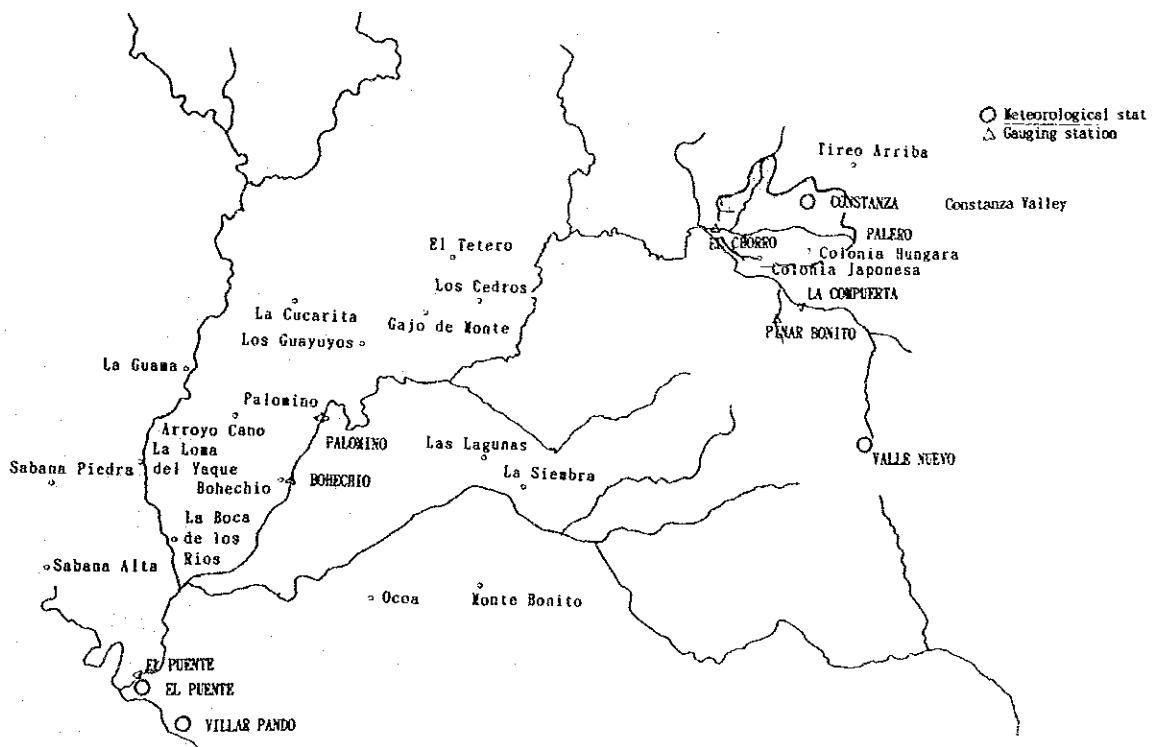 Meteorological stat
Gauging station
Tireo Arriba
CONSTANZA
Constanza Valley
PALERO
EL CHORRO
Colonia Hungara
Colonia Japonesa
El Tetero
Los Cedros
LA COMPUERTA
La Cucarita
Gajo de Monte
PINAR BONITO
Los Guayuyos
La Guama
Palomino
Arroyo Cano
PALOMINO
Las Lagunas
La Loma
del Yaque
VALLE NUEVO
Sabana Piedra
La Siembra
Bohechio
BOHECHIO
La Boca
de los
Rios
Sabana Alta
Ocoa
Monte Bonito
EL PUENTE
EL PUENTE
VILLAR PANDO